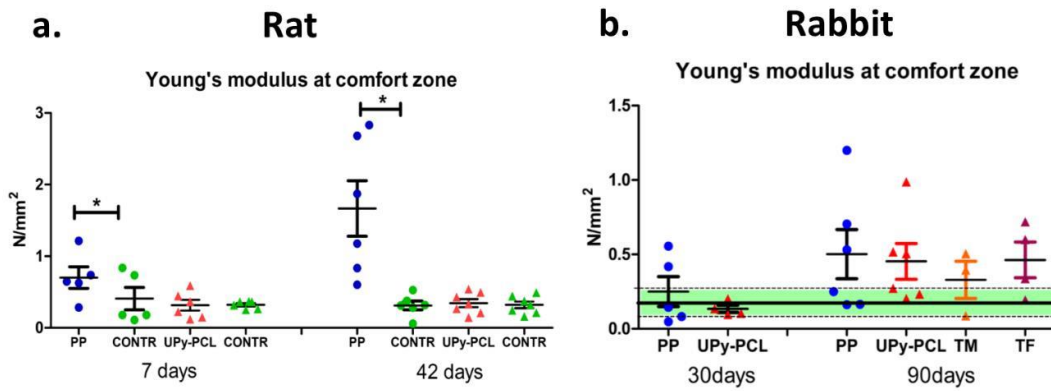 a. Rat
Young's modulus at comfort zone
N/mm²
3
2
1
0
*
*
PP CONTR UPy-PCL CONTR PP CONTR UPy-PCL CONTR
7 days 42 days
b. Rabbit
Young's modulus at comfort zone
N/mm²
1.5
1.0
0.5
0.0
PP UPy-PCL PP UPy-PCL TM TF
30days 90days